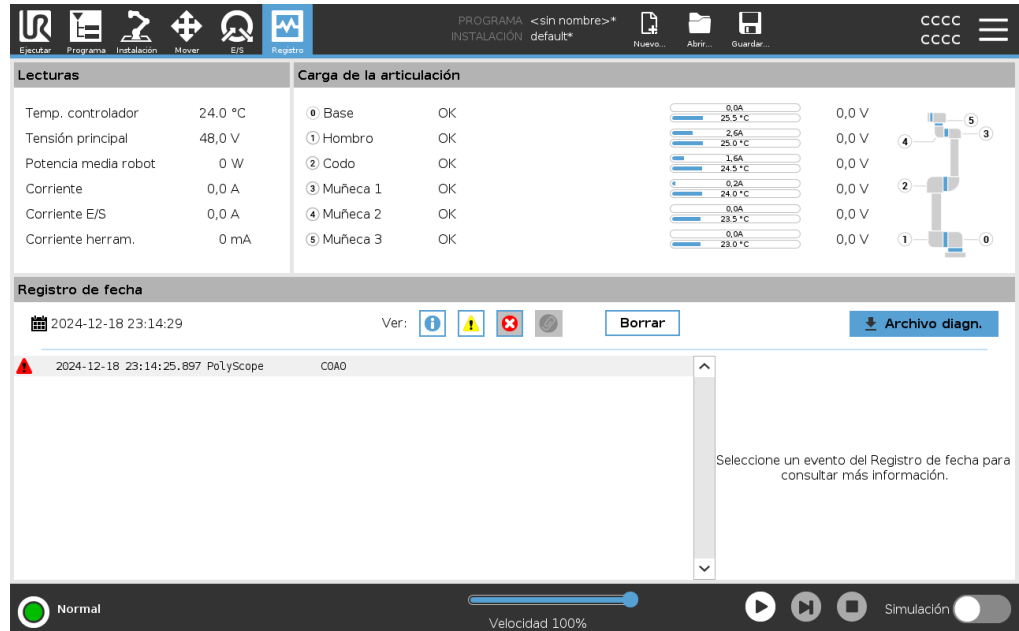 UR
Ejecutar Programa Instalación Mover E/S Registro
PROGRAMA <sin nombre>*
INSTALACIÓN default*
Nuevo... Abrir... Guardar...
CCCC
CCCC
Lecturas
Temp. controlador 24.0 °C
Tensión principal 48,0 V
Potencia media robot 0 W
Corriente 0,0 A
Corriente E/S 0,0 A
Corriente herram. 0 mA
Carga de la articulación
0 Base OK 0,0A 25.5 °C 0,0 V
1 Hombro OK 2,6A 25.0 °C 0,0 V
2 Codo OK 1,6A 24.5 °C 0,0 V
3 Muñeca 1 OK 0,2A 24.0 °C 0,0 V
4 Muñeca 2 OK 0,0A 23.5 °C 0,0 V
5 Muñeca 3 OK 0,0A 23.0 °C 0,0 V
5
4 3
2
1 0
Registro de fecha
2024-12-18 23:14:29 Ver: Borrar Archivo diagn.
2024-12-18 23:14:25.897 PolyScope C0A0
Seleccione un evento del Registro de fecha para
consultar más información.
Normal
Velocidad 100%
Simulación